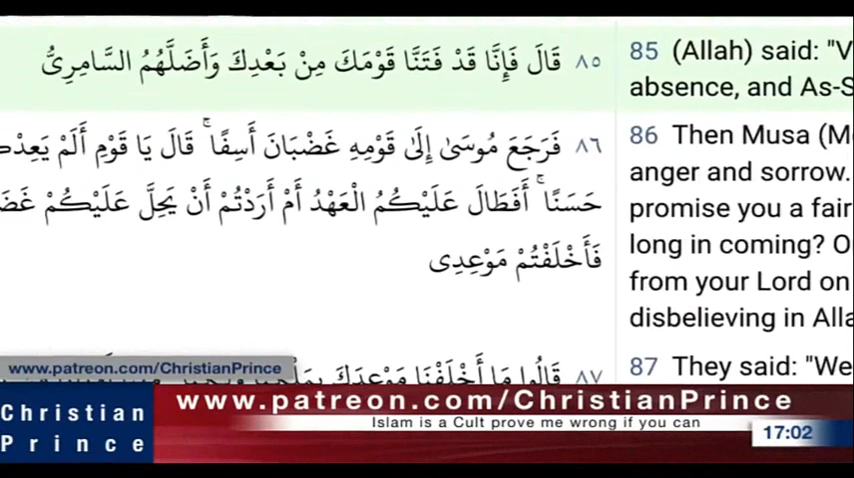 ٨٥ قَالَ فَإِنَّا قَدْ فَتَنَّا قَوْمَكَ مِنْ بَعْدِكَ وَأَضَلَّهُمُ السَّامِرِيُّ
85 (Allah) said: "V
absence, and As-S
٨٦ فَرَجَعَ مُوسَىٰ إِلَىٰ قَوْمِهِ غَضْبَانَ أَسِفًا ۚ قَالَ يَا قَوْمِ أَلَمْ يَعِدْكُ
حَسَنًا ۚ أَفَطَالَ عَلَيْكُمُ الْعَهْدُ أَمْ أَرَدْتُمْ أَنْ يَحِلَّ عَلَيْكُمْ غَضَ
فَأَخْلَفْتُمْ مَوْعِدِي
86 Then Musa (M
anger and sorrow.
promise you a fair
long in coming? O
from your Lord on
disbelieving in Alla
٨٧ قَالُوا مَا أَخْلَفْنَا مَوْعِدَكَ
87 They said: "We
www.patreon.com/ChristianPrince
Christian
Prince
www.patreon.com/ChristianPrince
Islam is a Cult prove me wrong if you can
17:02